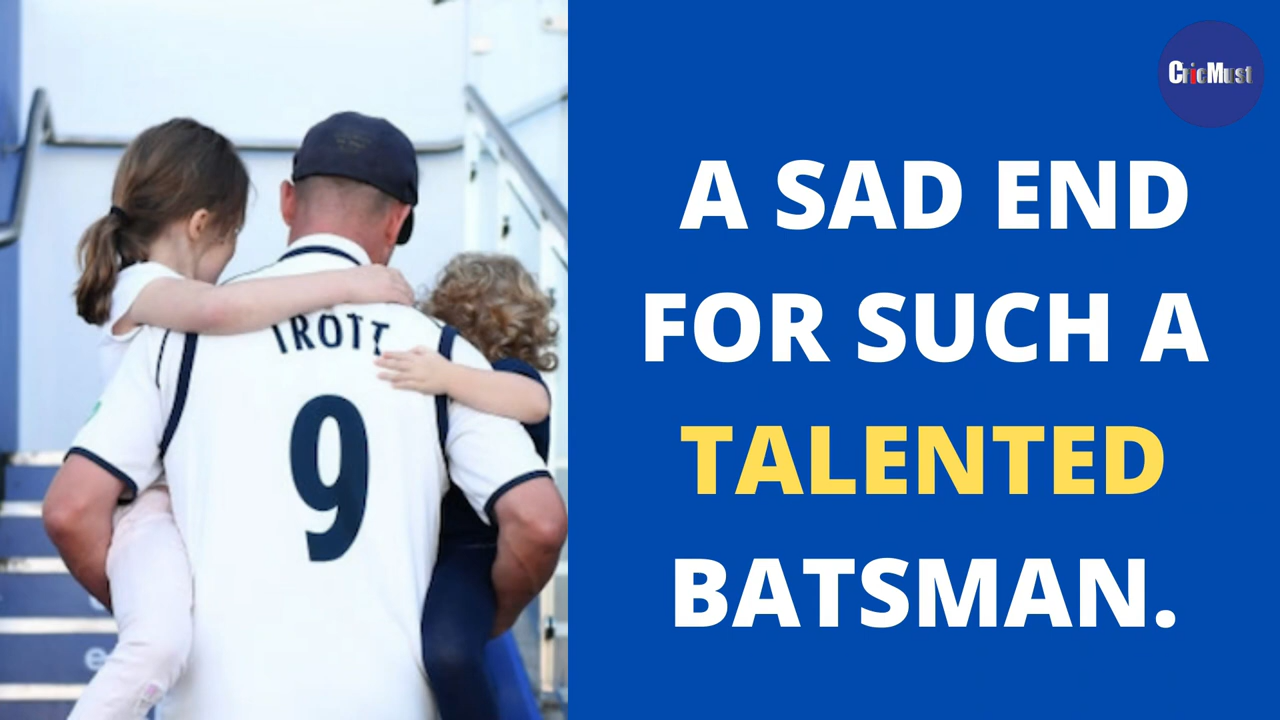 CricMust
A SAD END
FOR SUCH A
TALENTED
BATSMAN.
TROTT
9